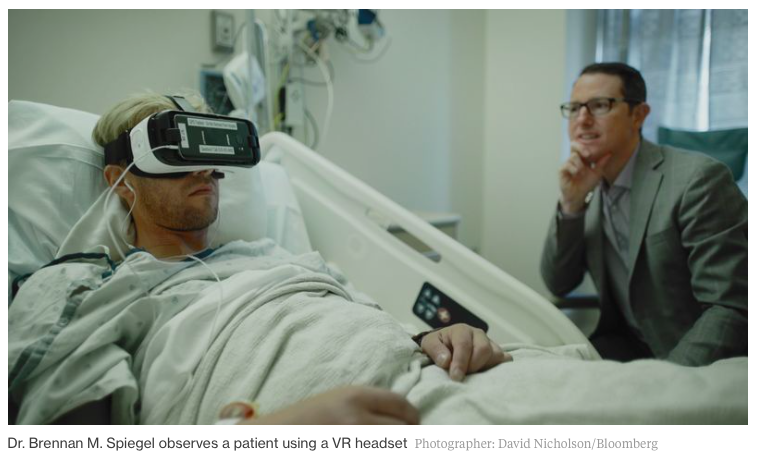 Dr. Brennan M. Spiegel observes a patient using a VR headset Photographer: David Nicholson/Bloomberg